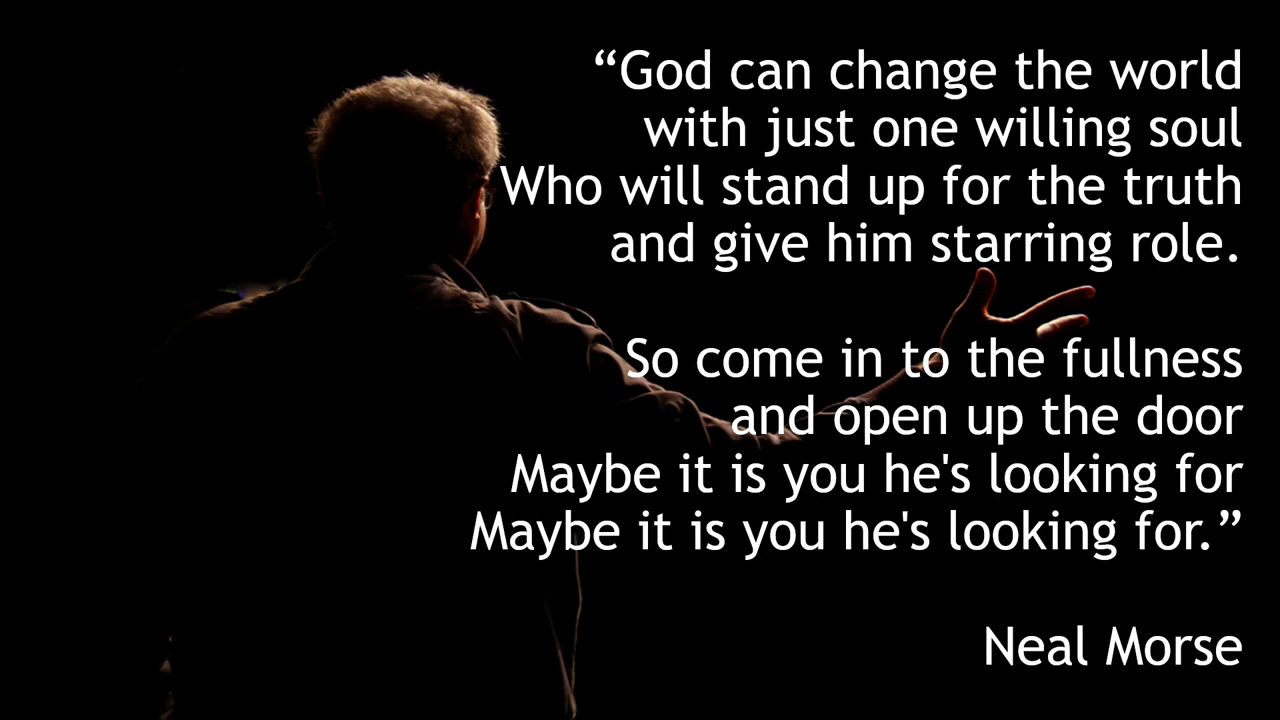 “God can change the world
with just one willing soul
Who will stand up for the truth
and give him starring role.
So come in to the fullness
and open up the door
Maybe it is you he's looking for
Maybe it is you he's looking for.”
Neal Morse